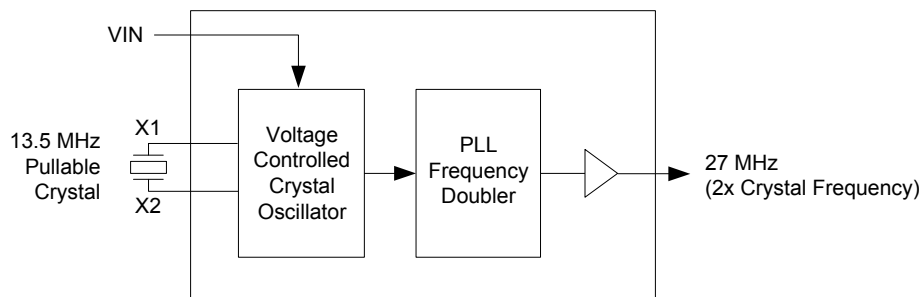 VIN
13.5 MHz
Pullable
Crystal
X1
X2
Voltage
Controlled
Crystal
Oscillator
PLL
Frequency
Doubler
27 MHz
(2x Crystal Frequency)